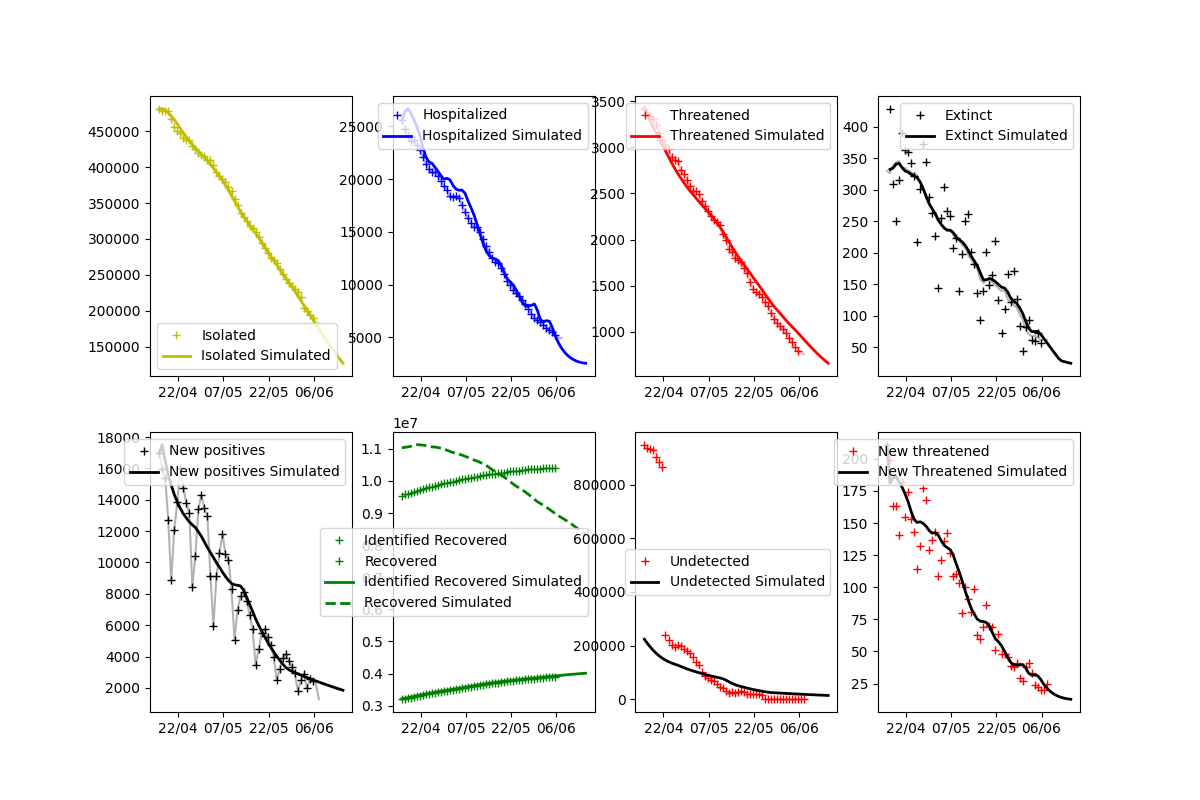 450000
400000
350000
300000
250000
200000
150000
Isolated
Isolated Simulated
22/04 07/05 22/05 06/06
25000
20000
15000
10000
5000
Hospitalized
Hospitalized Simulated
22/04 07/05 22/05 06/06
3500
3000
2500
2000
1500
1000
Threatened
Threatened Simulated
22/04 07/05 22/05 06/06
400
350
300
250
200
150
100
50
Extinct
Extinct Simulated
22/04 07/05 22/05 06/06
18000
16000
14000
12000
10000
8000
6000
4000
2000
New positives
New positives Simulated
22/04 07/05 22/05 06/06
1e7
1.1
1.0
0.9
0.8
0.7
0.6
0.5
0.4
0.3
Identified Recovered
Recovered
Identified Recovered Simulated
Recovered Simulated
22/04 07/05 22/05 06/06
800000
600000
400000
200000
0
Undetected
Undetected Simulated
22/04 07/05 22/05 06/06
200
175
150
125
100
75
50
25
New threatened
New Threatened Simulated
22/04 07/05 22/05 06/06